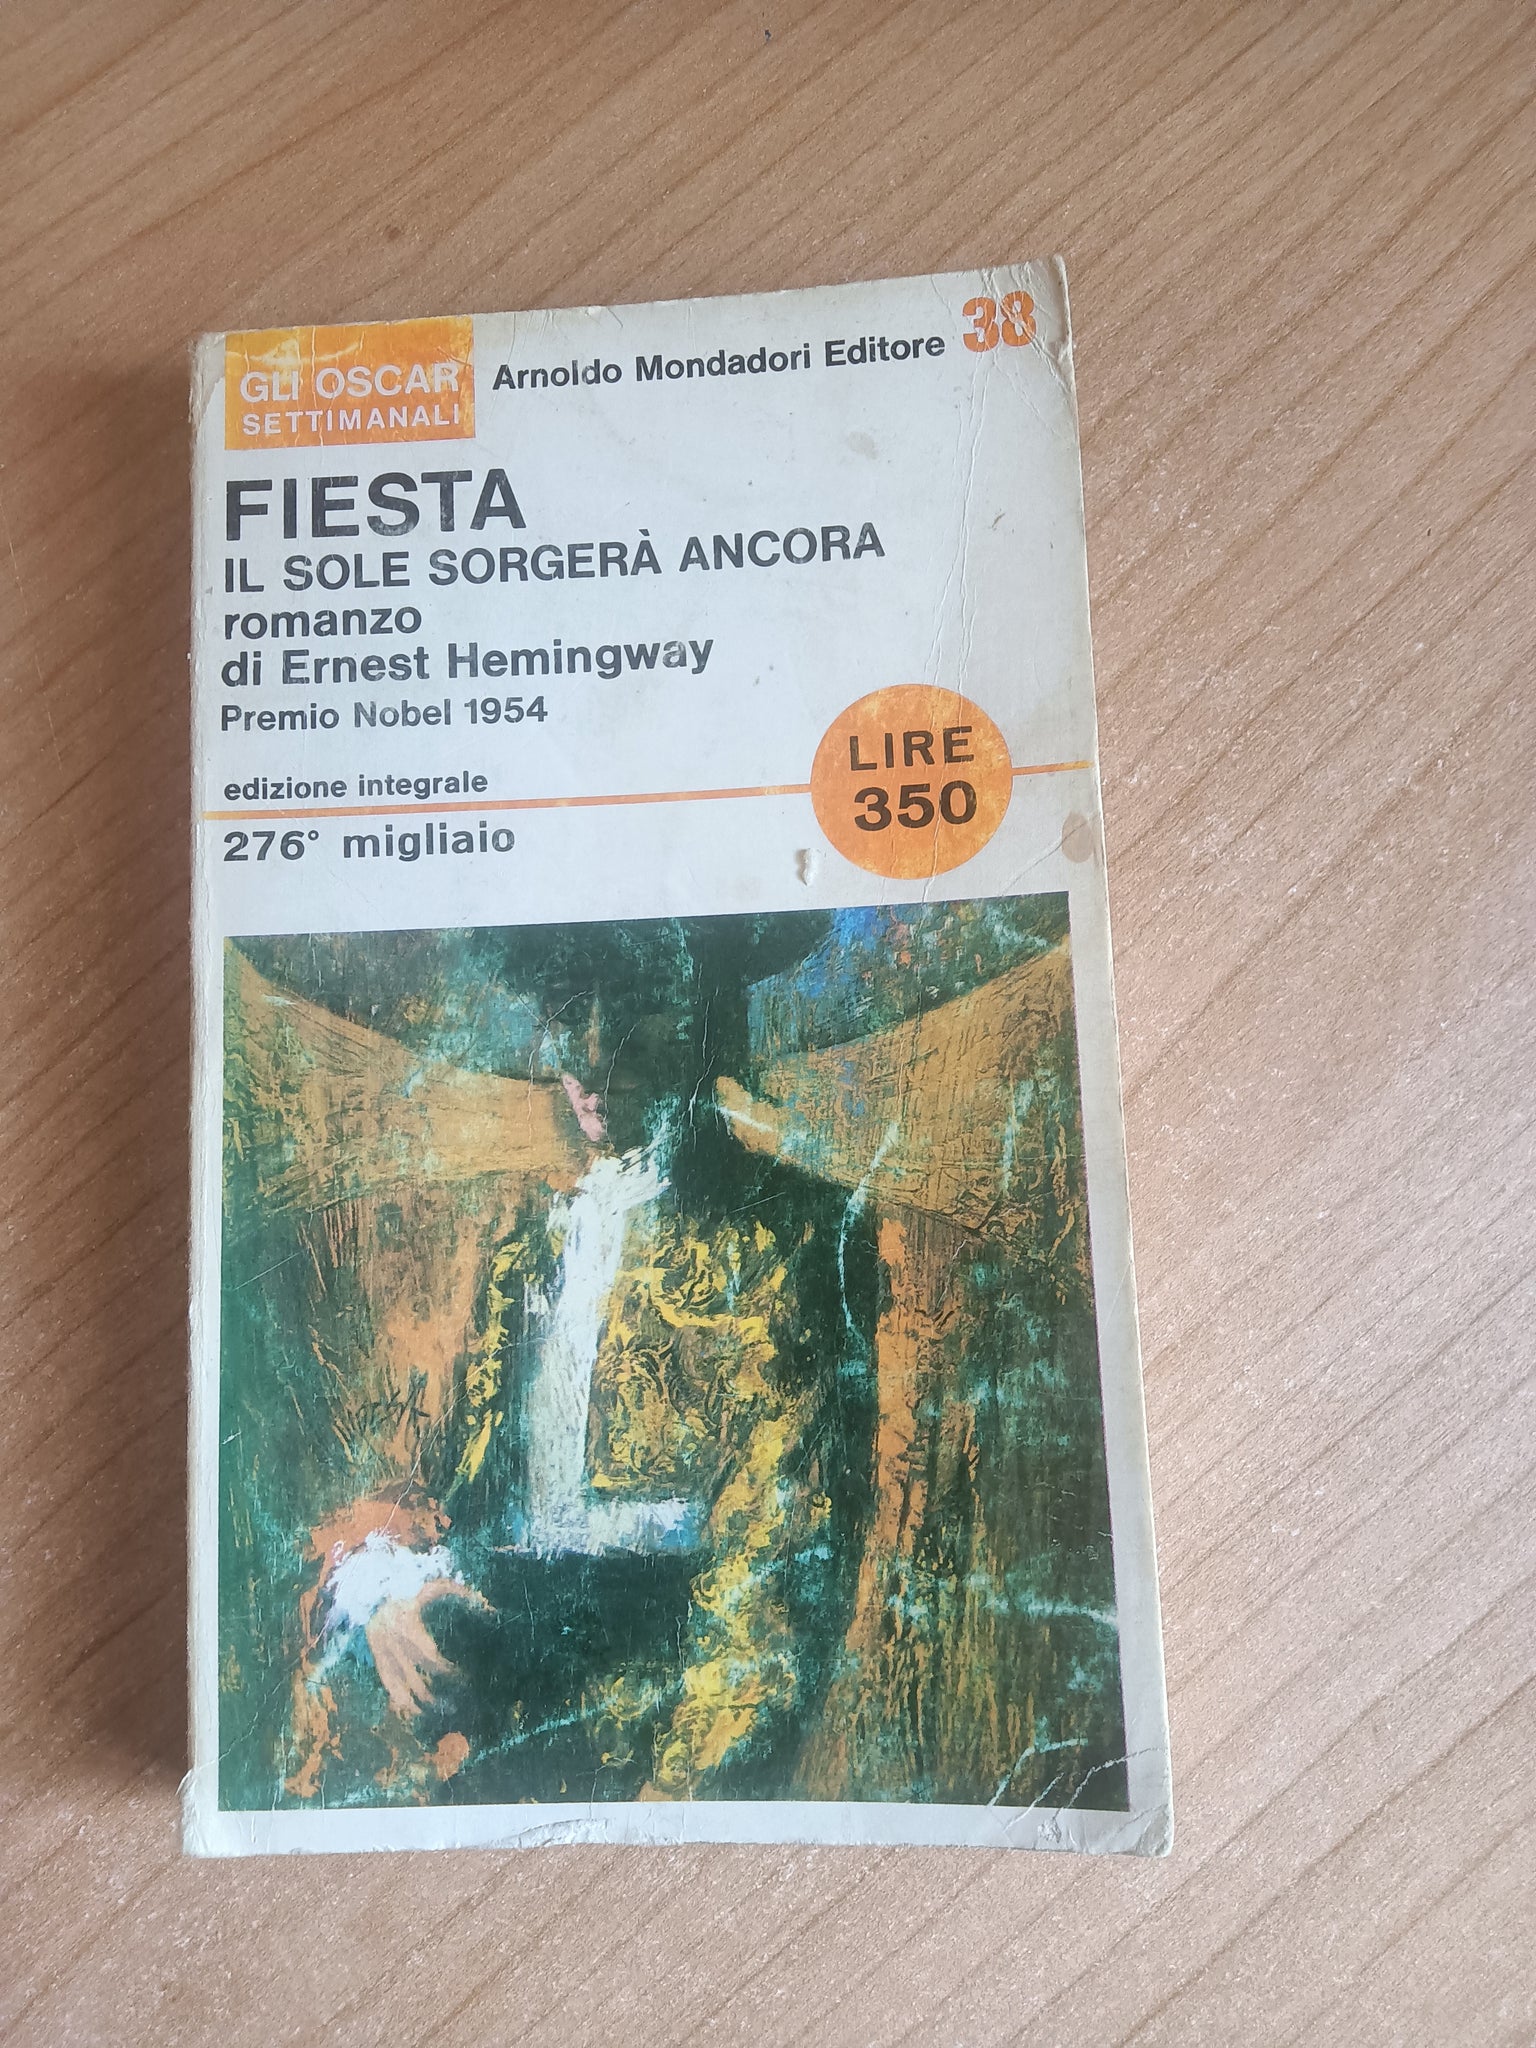 GLI OSCAR
SETTIMANALI
Arnoldo Mondadori Editore 38
FIESTA
IL SOLE SORGERÀ ANCORA
romanzo
di Ernest Hemingway
Premio Nobel 1954
edizione integrale
276° migliaio
LIRE
350